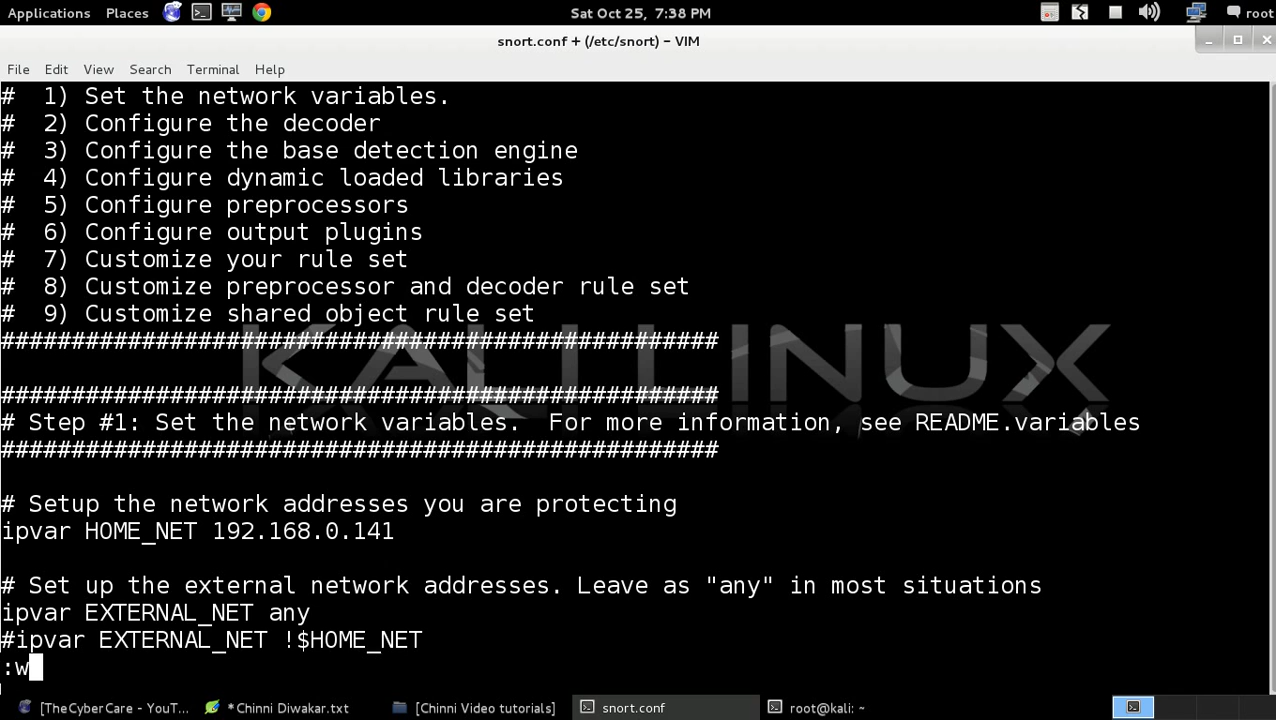 Applications Places Sat Oct 25, 7:38 PM root
snort.conf + (/etc/snort) - VIM
File Edit View Search Terminal Help
# 1) Set the network variables.
# 2) Configure the decoder
# 3) Configure the base detection engine
# 4) Configure dynamic loaded libraries
# 5) Configure preprocessors
# 6) Configure output plugins
# 7) Customize your rule set
# 8) Customize preprocessor and decoder rule set
# 9) Customize shared object rule set
###################################################
KALI LINUX
###################################################
# Step #1: Set the network variables.  For more information, see README.variables
###################################################
# Setup the network addresses you are protecting
ipvar HOME_NET 192.168.0.141
# Set up the external network addresses. Leave as "any" in most situations
ipvar EXTERNAL_NET any
#ipvar EXTERNAL_NET !$HOME_NET
:w
[TheCyberCare - YouT... *Chinni Diwakar.txt [Chinni Video tutorials] snort.conf root@kali: ~